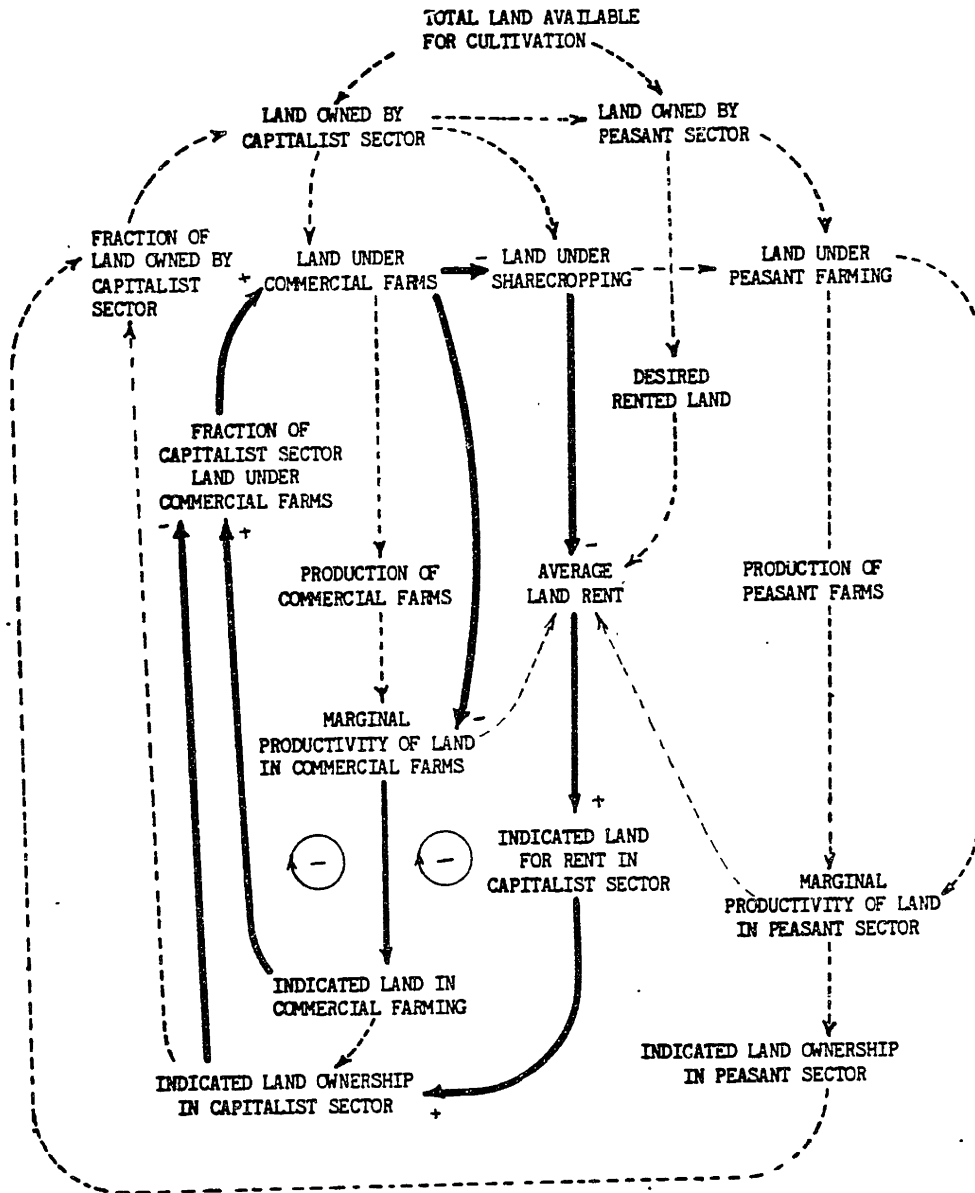 TOTAL LAND AVAILABLE
FOR CULTIVATION
LAND OWNED BY
CAPITALIST SECTOR
LAND OWNED BY
PEASANT SECTOR
FRACTION OF
LAND OWNED BY
CAPITALIST
SECTOR
+
LAND UNDER
COMMERCIAL FARMS
-
LAND UNDER
SHARECROPPING
LAND UNDER
PEASANT FARMING
DESIRED
RENTED LAND
FRACTION OF
CAPITALIST SECTOR
LAND UNDER
COMMERCIAL FARMS
-
+
PRODUCTION OF
COMMERCIAL FARMS
-
AVERAGE
LAND RENT
PRODUCTION OF
PEASANT FARMS
MARGINAL
PRODUCTIVITY OF LAND
IN COMMERCIAL FARMS
-
+
-
-
INDICATED LAND
FOR RENT IN
CAPITALIST SECTOR
MARGINAL
PRODUCTIVITY OF LAND
IN PEASANT SECTOR
INDICATED LAND IN
COMMERCIAL FARMING
INDICATED LAND OWNERSHIP
IN PEASANT SECTOR
INDICATED LAND OWNERSHIP
IN CAPITALIST SECTOR
+